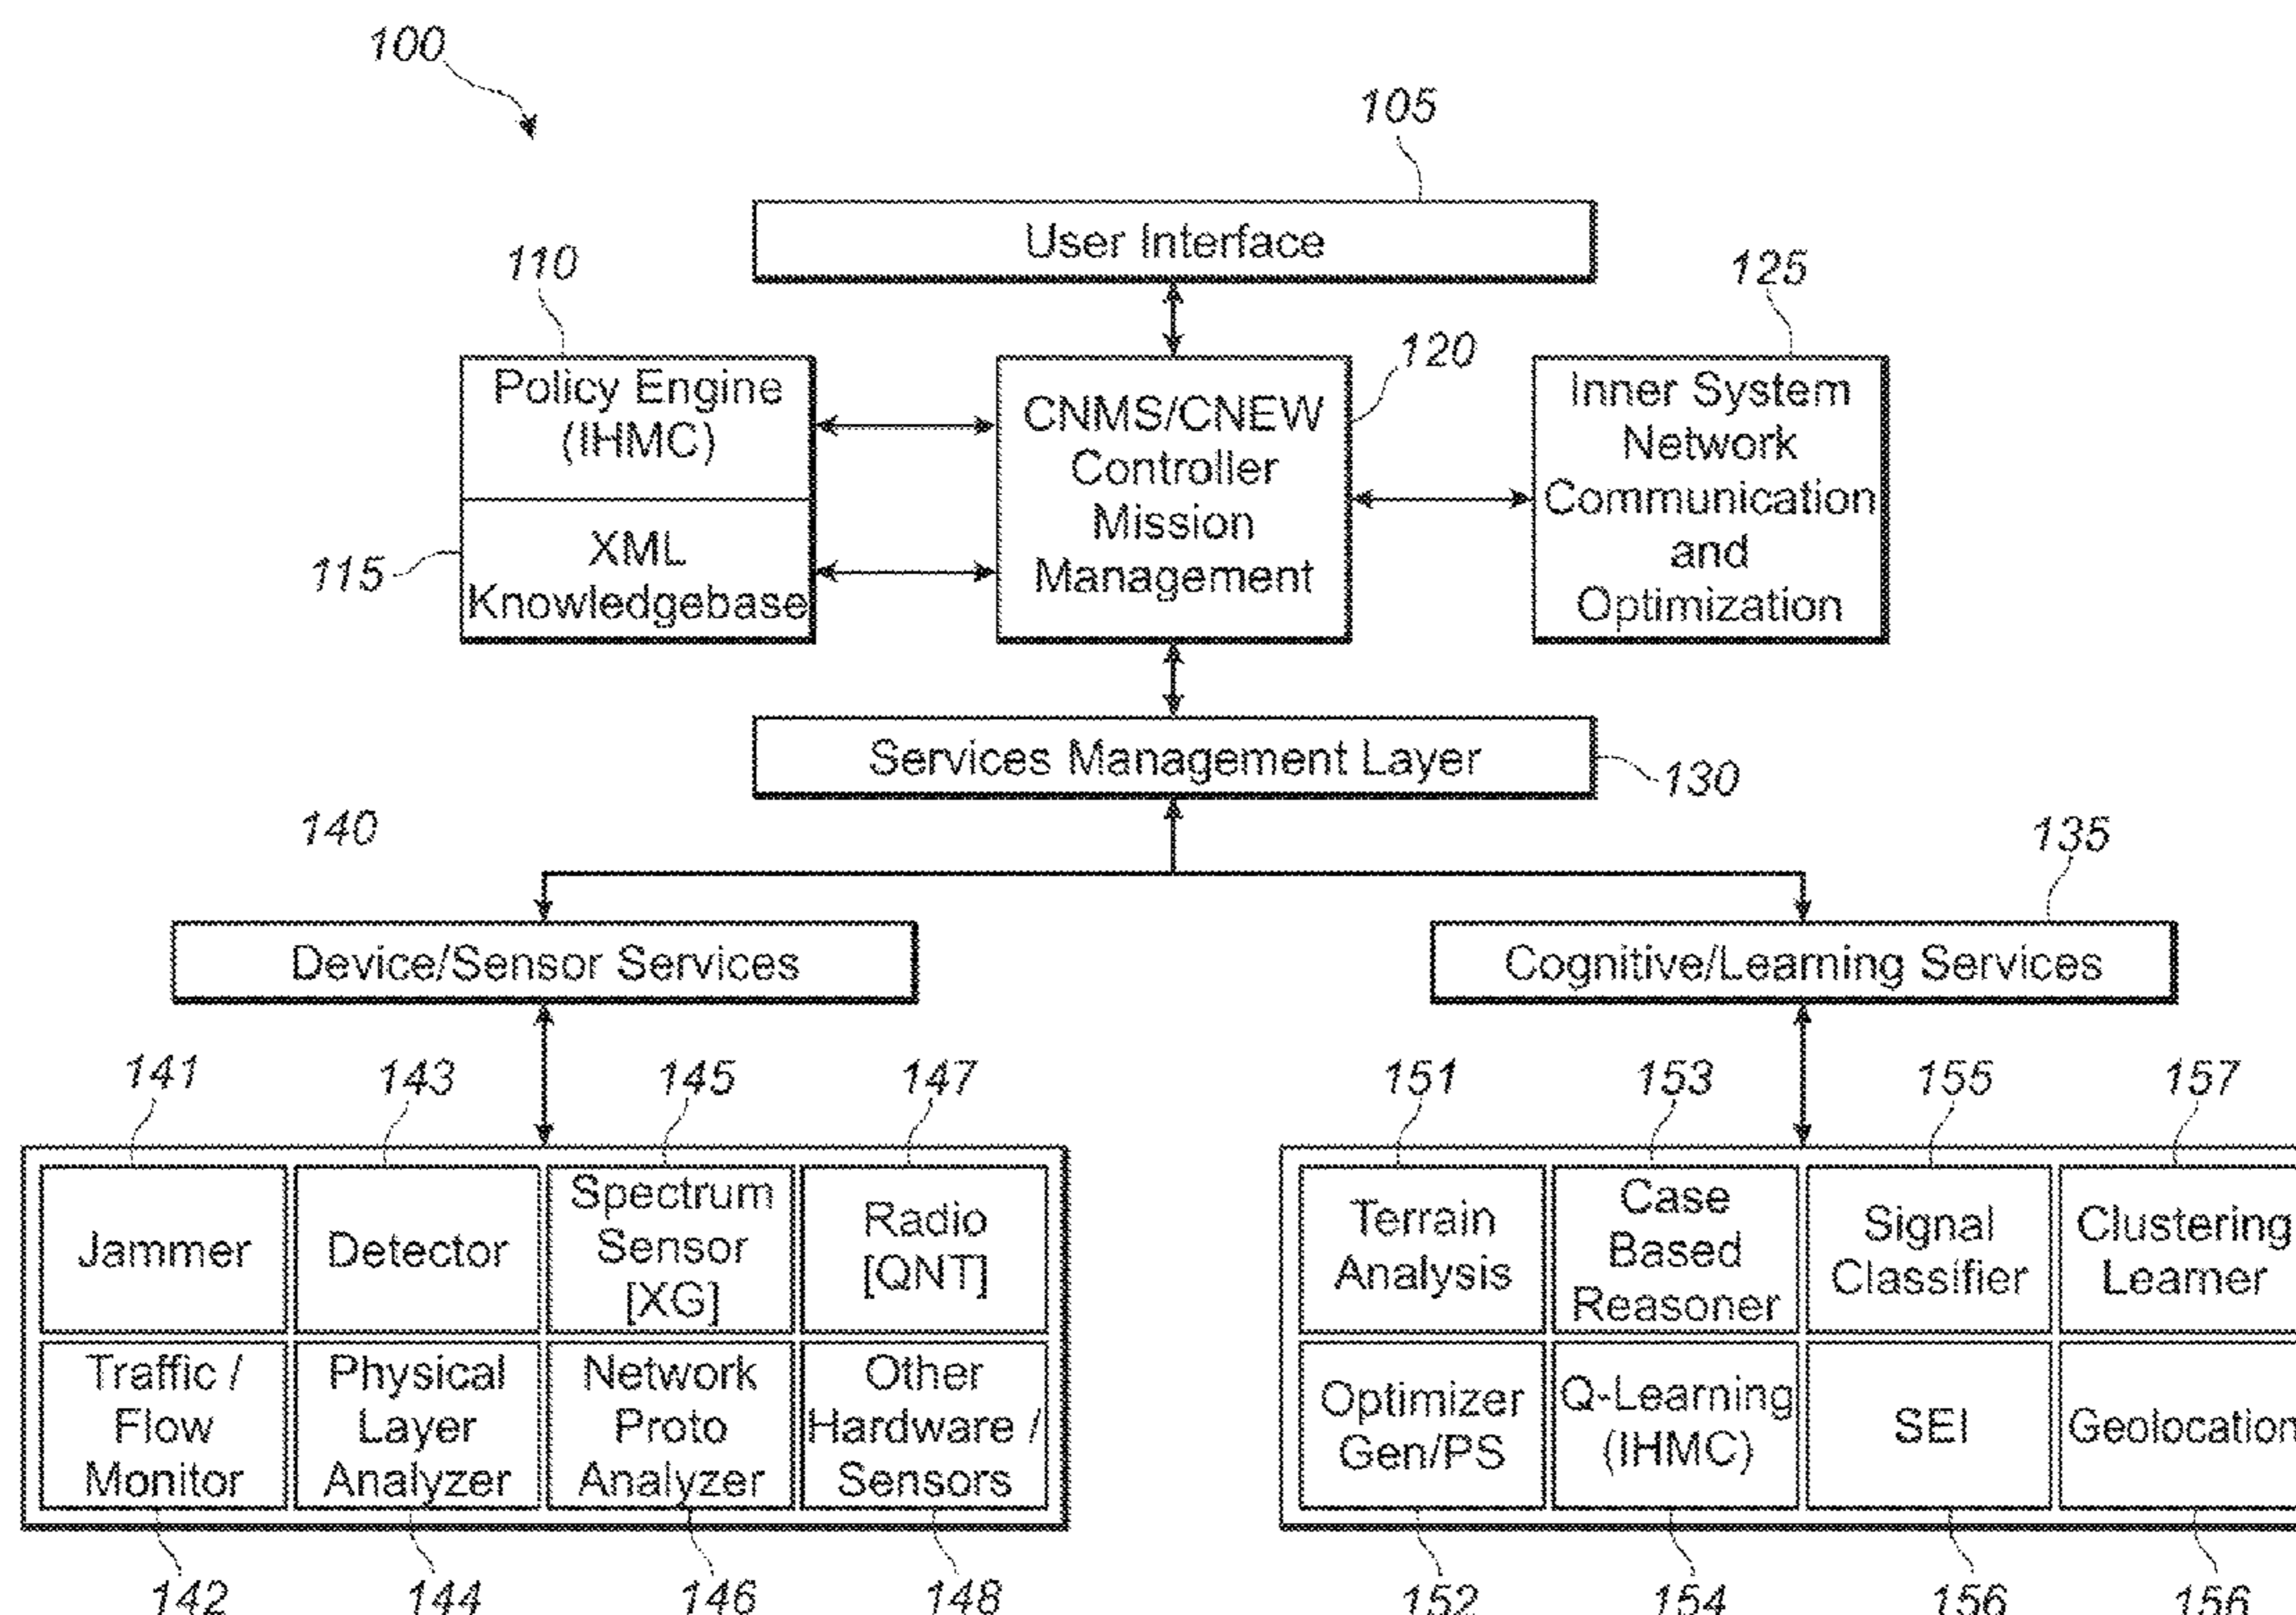 100
105
User Interface
110
125
120
Policy Engine
(IHMC)
115
XML
Knowledgebase
CNMS/CNEW
Controller
Mission
Management
Inner System
Network
Communication
and
Optimization
Services Management Layer
130
140
135
Device/Sensor Services
Cognitive/Learning Services
141
143
145
147
Jammer
Detector
Spectrum
Sensor
[XG]
Radio
[QNT]
Traffic /
Flow
Monitor
Physical
Layer
Analyzer
Network
Proto
Analyzer
Other
Hardware /
Sensors
142
144
146
148
151
153
155
157
Terrain
Analysis
Case
Based
Reasoner
Signal
Classifier
Clustering
Learner
Optimizer
Gen/PS
Q-Learning
(IHMC)
SEI
Geolocation
152
154
156
156